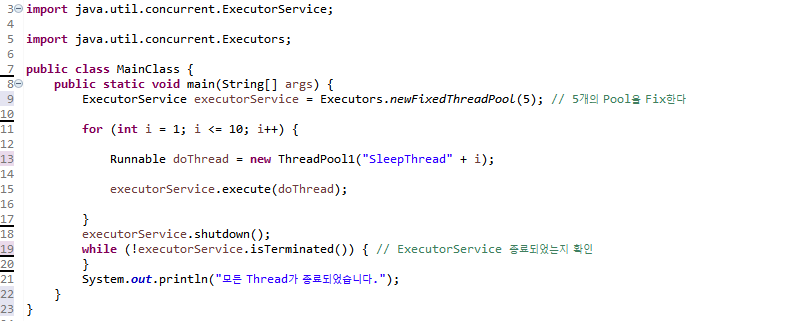 3 import java.util.concurrent.ExecutorService;
4
5 import java.util.concurrent.Executors;
6
7 public class MainClass {
8 public static void main(String[] args) {
9 ExecutorService executorService = Executors.newFixedThreadPool(5); // 5개의 Pool을 Fix한다
10
11 for (int i = 1; i <= 10; i++) {
12
13 Runnable doThread = new ThreadPool1("SleepThread" + i);
14
15 executorService.execute(doThread);
16
17 }
18 executorService.shutdown();
19 while (!executorService.isTerminated()) { // ExecutorService 종료되었는지 확인
20 }
21 System.out.println("모든 Thread가 종료되었습니다.");
22 }
23 }